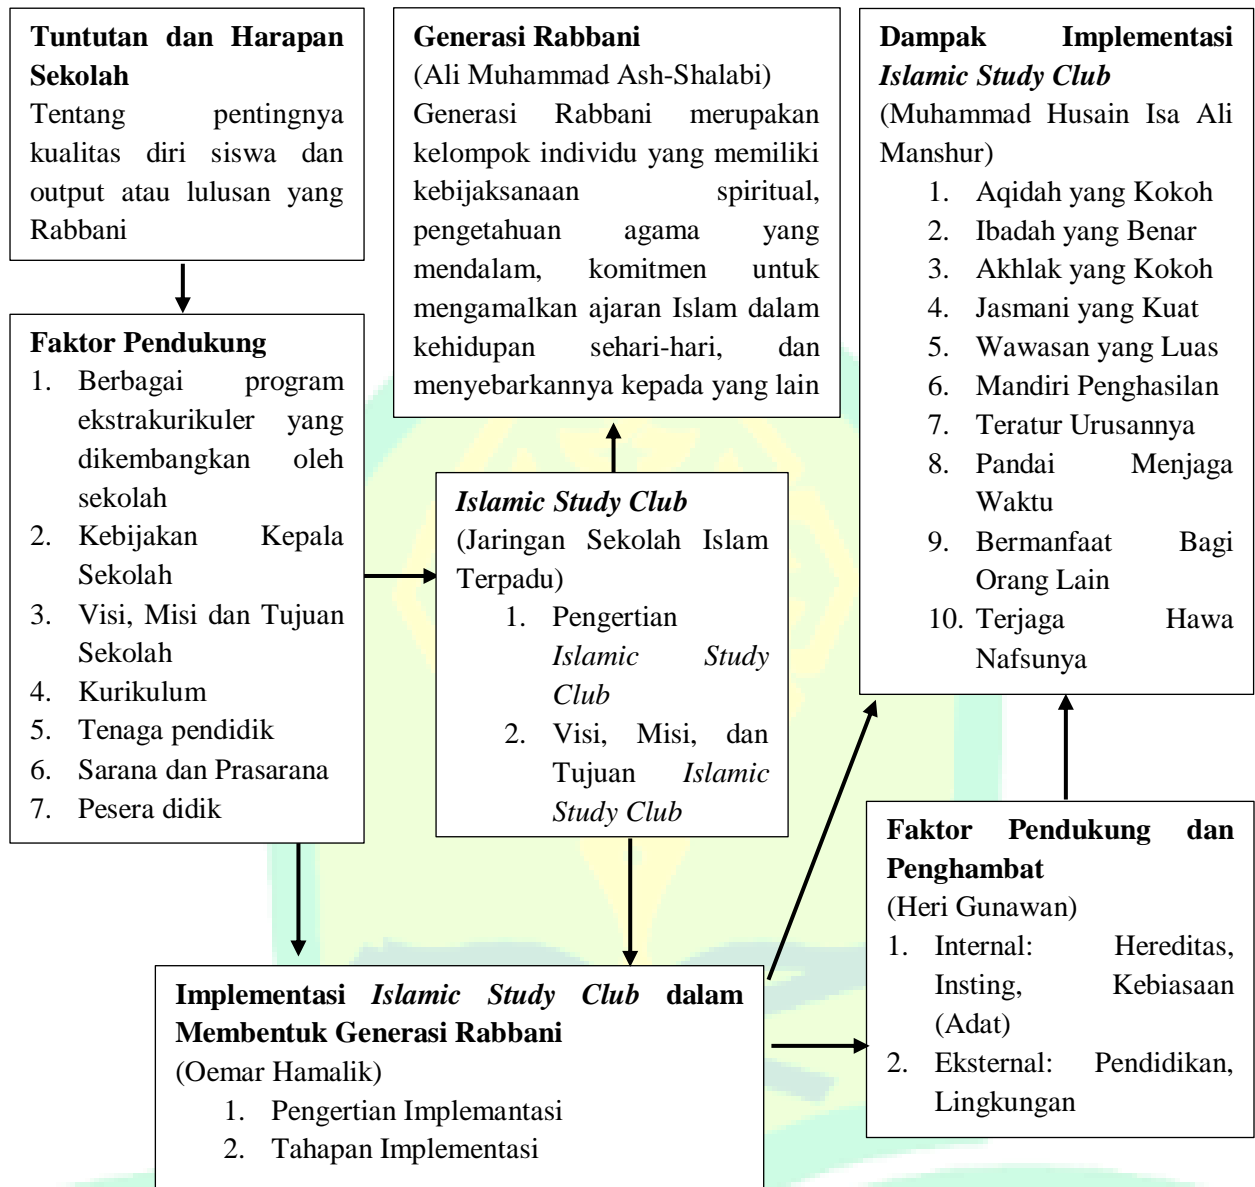 Tuntutan dan Harapan
Sekolah
Tentang pentingnya
kualitas diri siswa dan
output atau lulusan yang
Rabbani
Faktor Pendukung
1. Berbagai program
ekstrakurikuler yang
dikembangkan oleh
sekolah
2. Kebijakan Kepala
Sekolah
3. Visi, Misi dan Tujuan
Sekolah
4. Kurikulum
5. Tenaga pendidik
6. Sarana dan Prasarana
7. Pesera didik
Generasi Rabbani
(Ali Muhammad Ash-Shalabi)
Generasi Rabbani merupakan
kelompok individu yang memiliki
kebijaksanaan spiritual,
pengetahuan agama yang
mendalam, komitmen untuk
mengamalkan ajaran Islam dalam
kehidupan sehari-hari, dan
menyebarkannya kepada yang lain
Islamic Study Club
(Jaringan Sekolah Islam
Terpadu)
1. Pengertian
Islamic Study
Club
2. Visi, Misi, dan
Tujuan Islamic
Study Club
Implementasi Islamic Study Club dalam
Membentuk Generasi Rabbani
(Oemar Hamalik)
1. Pengertian Implemantasi
2. Tahapan Implementasi
Dampak Implementasi
Islamic Study Club
(Muhammad Husain Isa Ali
Manshur)
1. Aqidah yang Kokoh
2. Ibadah yang Benar
3. Akhlak yang Kokoh
4. Jasmani yang Kuat
5. Wawasan yang Luas
6. Mandiri Penghasilan
7. Teratur Urusannya
8. Pandai Menjaga
Waktu
9. Bermanfaat Bagi
Orang Lain
10. Terjaga Hawa
Nafsunya
Faktor Pendukung dan
Penghambat
(Heri Gunawan)
1. Internal: Hereditas,
Insting, Kebiasaan
(Adat)
2. Eksternal: Pendidikan,
Lingkungan